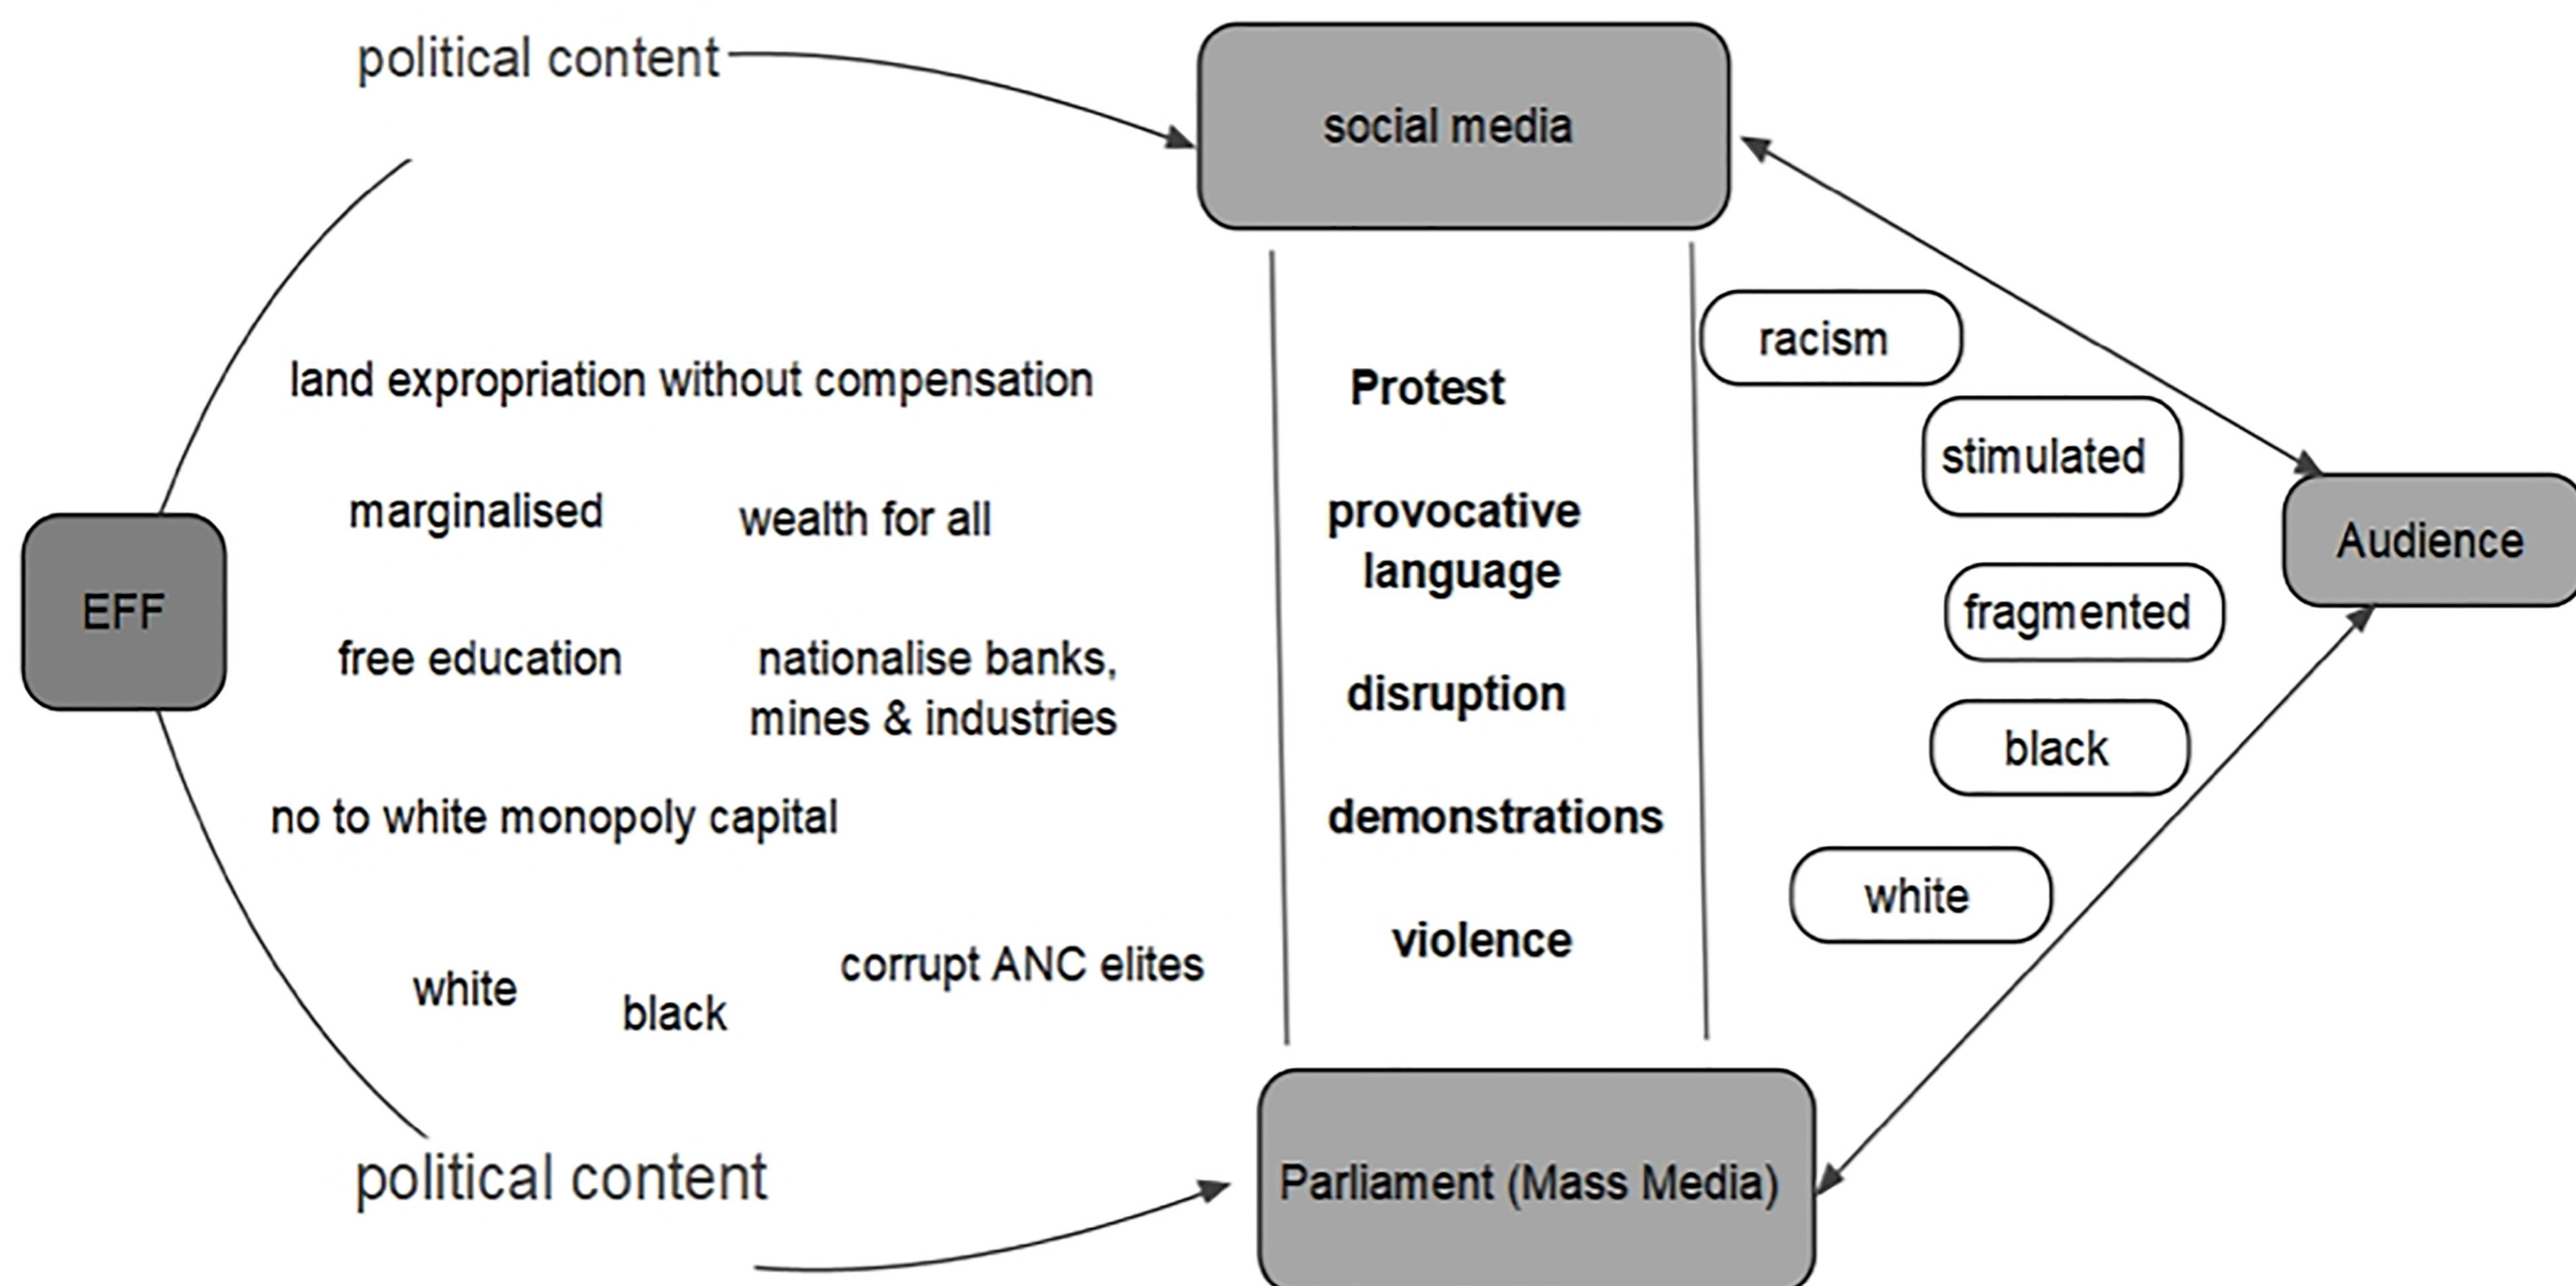 political content
social media
land expropriation without compensation
marginalised
wealth for all
EFF
free education
nationalise banks,
mines & industries
no to white monopoly capital
white
black
corrupt ANC elites
political content
Protest
provocative
language
disruption
demonstrations
violence
Parliament (Mass Media)
racism
stimulated
fragmented
black
white
Audience